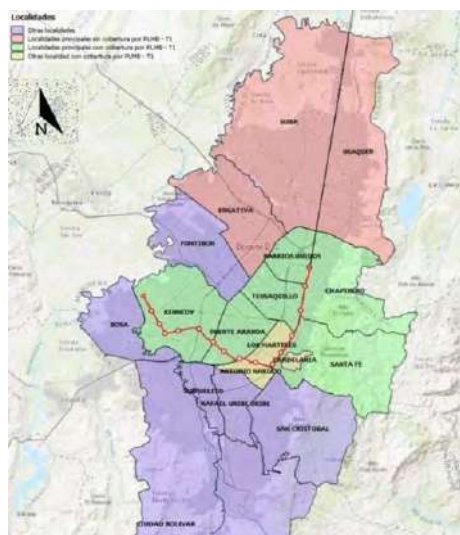 Localidades
Otras localidades
Localidades principales sin cobertura por PLMB - T1
Localidades principales con cobertura por PLMB - T1
Otra localidad con cobertura por PLMB - T1
N
SUBA
USAQUEN
ENGATIVA
FONTIBON
BARRIOS UNIDOS
CHAPINERO
TEUSAQUILLO
KENNEDY
BOSA
PUENTE ARANDA
LOS MARTIRES
CANDELARIA
SANTA FE
ANTONIO NARIÑO
TUNJUELITO
RAFAEL URIBE URIBE
SAN CRISTOBAL
CIUDAD BOLIVAR